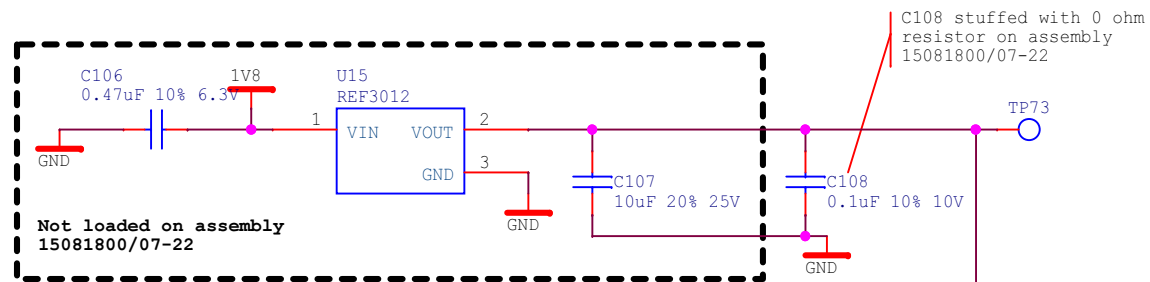 C108 stuffed with 0 ohm
resistor on assembly
15081800/07-22
C106
0.47uF 10% 6.3V
1V8
U15
REF3012
TP73
1
VIN
VOUT
2
GND
GND
3
C107
10uF 20% 25V
C108
0.1uF 10% 10V
GND
Not loaded on assembly
15081800/07-22
GND